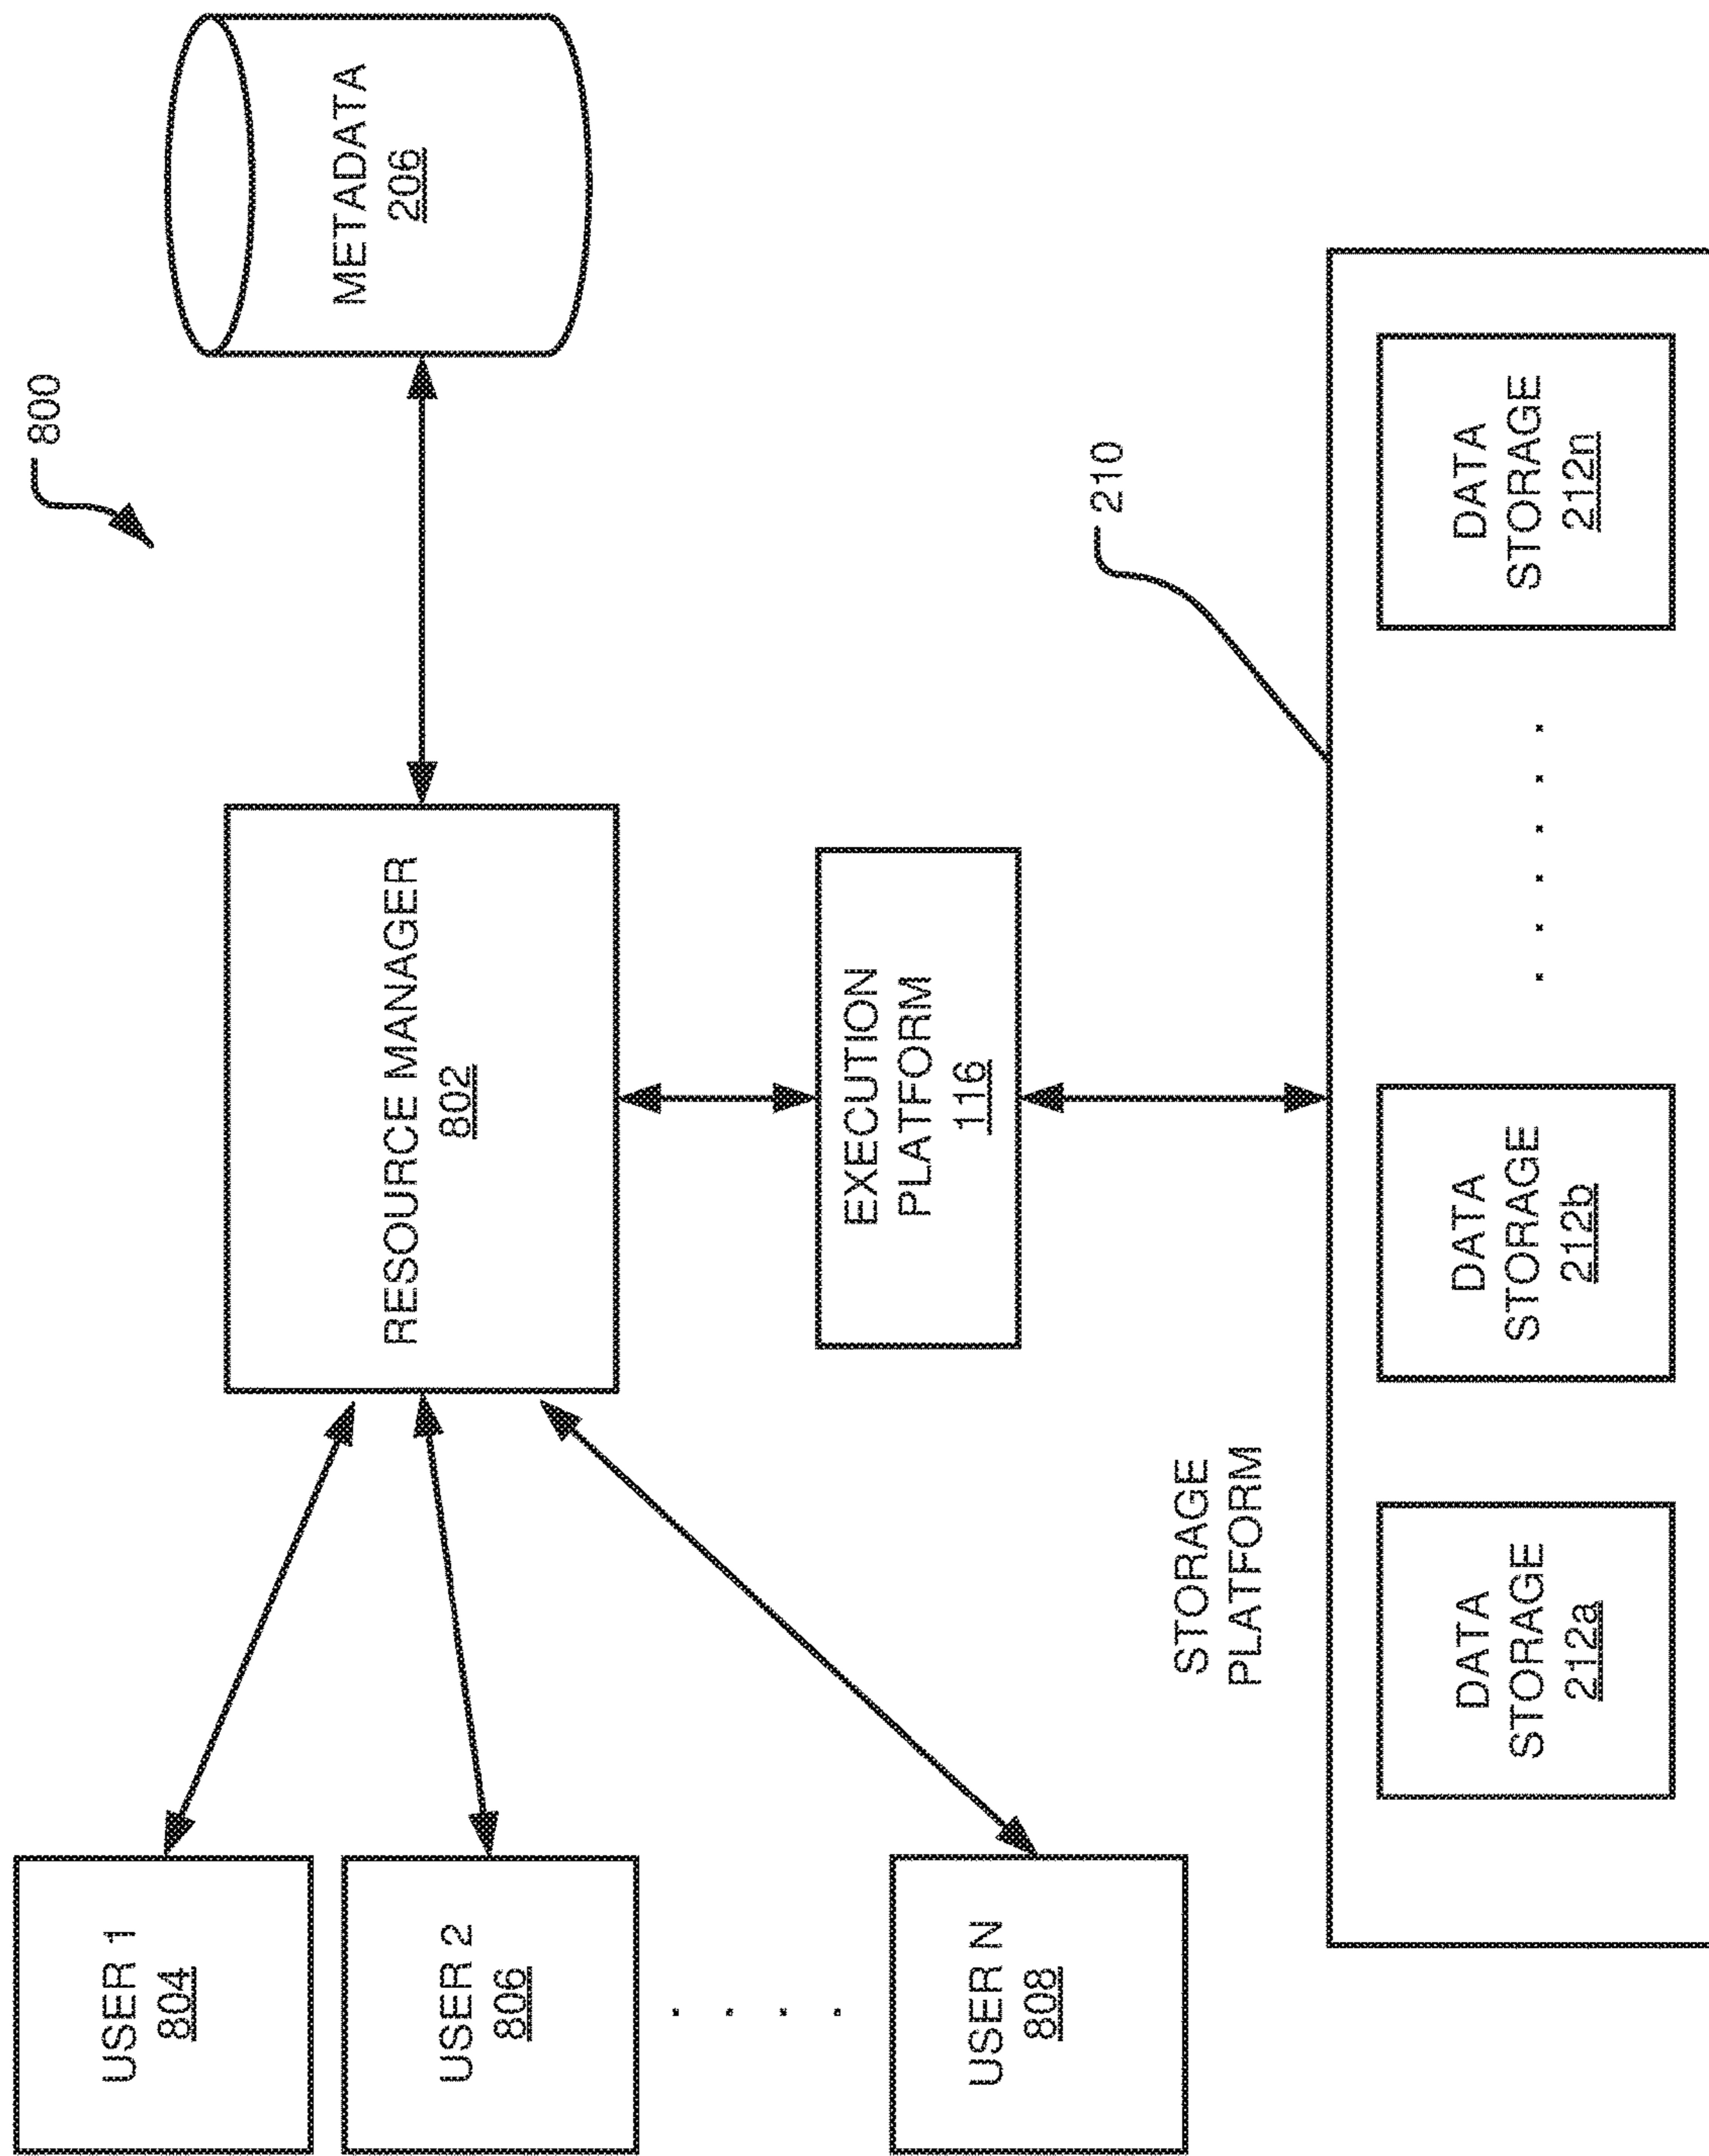 800
USER 1
804
USER 2
806
. . . .
USER N
808
RESOURCE MANAGER
802
METADATA
206
EXECUTION
PLATFORM
116
STORAGE
PLATFORM
210
DATA
STORAGE
212a
DATA
STORAGE
212b
. . . . . .
DATA
STORAGE
212n